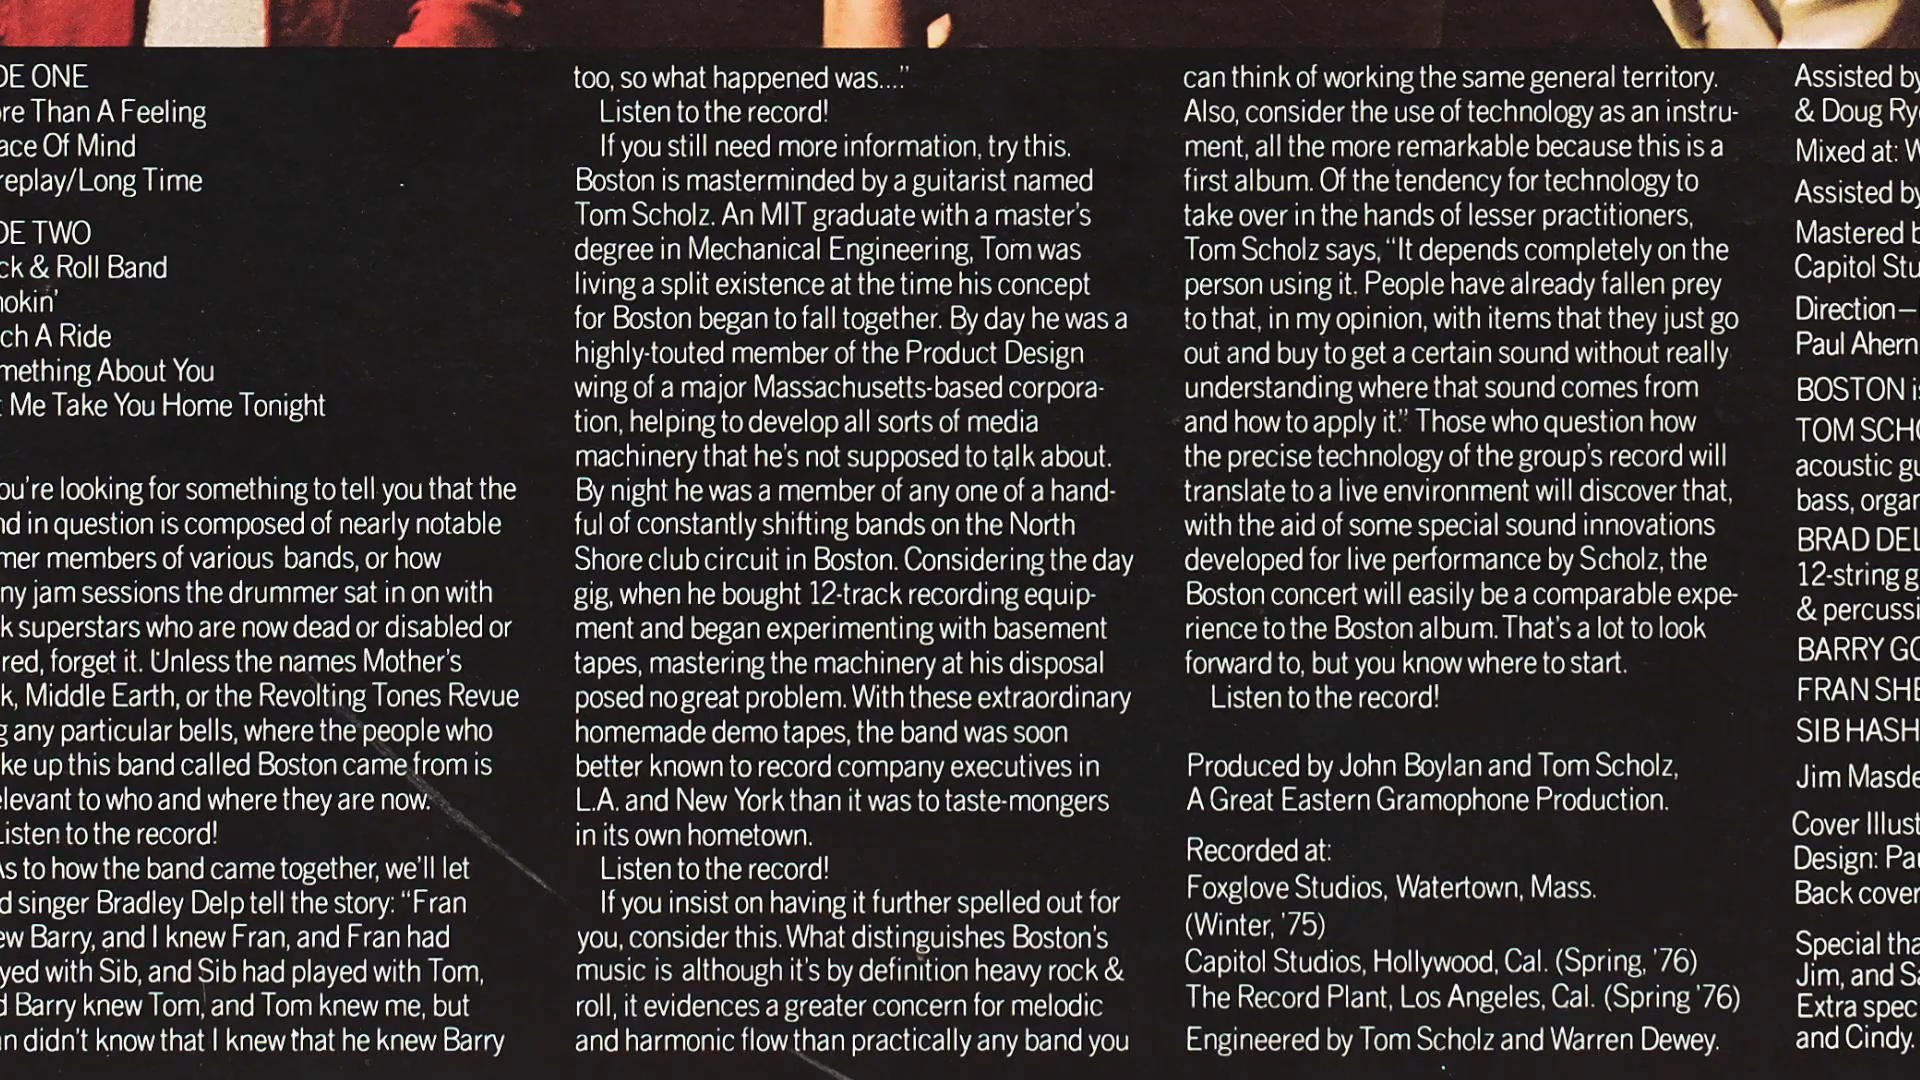 DE ONE
ore Than A Feeling
ace Of Mind
replay/Long Time
DE TWO
ck & Roll Band
nokin'
ch A Ride
mething About You
t Me Take You Home Tonight
ou're looking for something to tell you that the
nd in question is composed of nearly notable
mer members of various bands, or how
ny jam sessions the drummer sat in on with
k superstars who are now dead or disabled or
red, forget it. Unless the names Mother's
k, Middle Earth, or the Revolting Tones Revue
g any particular bells, where the people who
ke up this band called Boston came from is
elevant to who and where they are now.
Listen to the record!
As to how the band came together, we'll let
d singer Bradley Delp tell the story: "Fran
ew Barry, and I knew Fran, and Fran had
yed with Sib, and Sib had played with Tom,
d Barry knew Tom, and Tom knew me, but
an didn't know that I knew that he knew Barry
too, so what happened was...."
Listen to the record!
If you still need more information, try this.
Boston is masterminded by a guitarist named
Tom Scholz. An MIT graduate with a master's
degree in Mechanical Engineering, Tom was
living a split existence at the time his concept
for Boston began to fall together. By day he was a
highly-touted member of the Product Design
wing of a major Massachusetts-based corpora-
tion, helping to develop all sorts of media
machinery that he's not supposed to talk about.
By night he was a member of any one of a hand-
ful of constantly shifting bands on the North
Shore club circuit in Boston. Considering the day
gig, when he bought 12-track recording equip-
ment and began experimenting with basement
tapes, mastering the machinery at his disposal
posed no great problem. With these extraordinary
homemade demo tapes, the band was soon
better known to record company executives in
L.A. and New York than it was to taste-mongers
in its own hometown.
Listen to the record!
If you insist on having it further spelled out for
you, consider this. What distinguishes Boston's
music is although it's by definition heavy rock &
roll, it evidences a greater concern for melodic
and harmonic flow than practically any band you
can think of working the same general territory.
Also, consider the use of technology as an instru-
ment, all the more remarkable because this is a
first album. Of the tendency for technology to
take over in the hands of lesser practitioners,
Tom Scholz says, "It depends completely on the
person using it. People have already fallen prey
to that, in my opinion, with items that they just go
out and buy to get a certain sound without really
understanding where that sound comes from
and how to apply it." Those who question how
the precise technology of the group's record will
translate to a live environment will discover that,
with the aid of some special sound innovations
developed for live performance by Scholz, the
Boston concert will easily be a comparable expe-
rience to the Boston album. That's a lot to look
forward to, but you know where to start.
Listen to the record!
Produced by John Boylan and Tom Scholz,
A Great Eastern Gramophone Production.
Recorded at:
Foxglove Studios, Watertown, Mass.
(Winter, '75)
Capitol Studios, Hollywood, Cal. (Spring, '76)
The Record Plant, Los Angeles, Cal. (Spring '76)
Engineered by Tom Scholz and Warren Dewey.
Assisted by
& Doug Ry
Mixed at: W
Assisted by
Mastered b
Capitol Stu
Direction—
Paul Ahern
BOSTON is
TOM SCHO
acoustic gu
bass, organ
BRAD DEL
12-string g
& percussi
BARRY GO
FRAN SHE
SIB HASH
Jim Masde
Cover Illust
Design: Pau
Back cover
Special tha
Jim, and Sa
Extra spec
and Cindy.